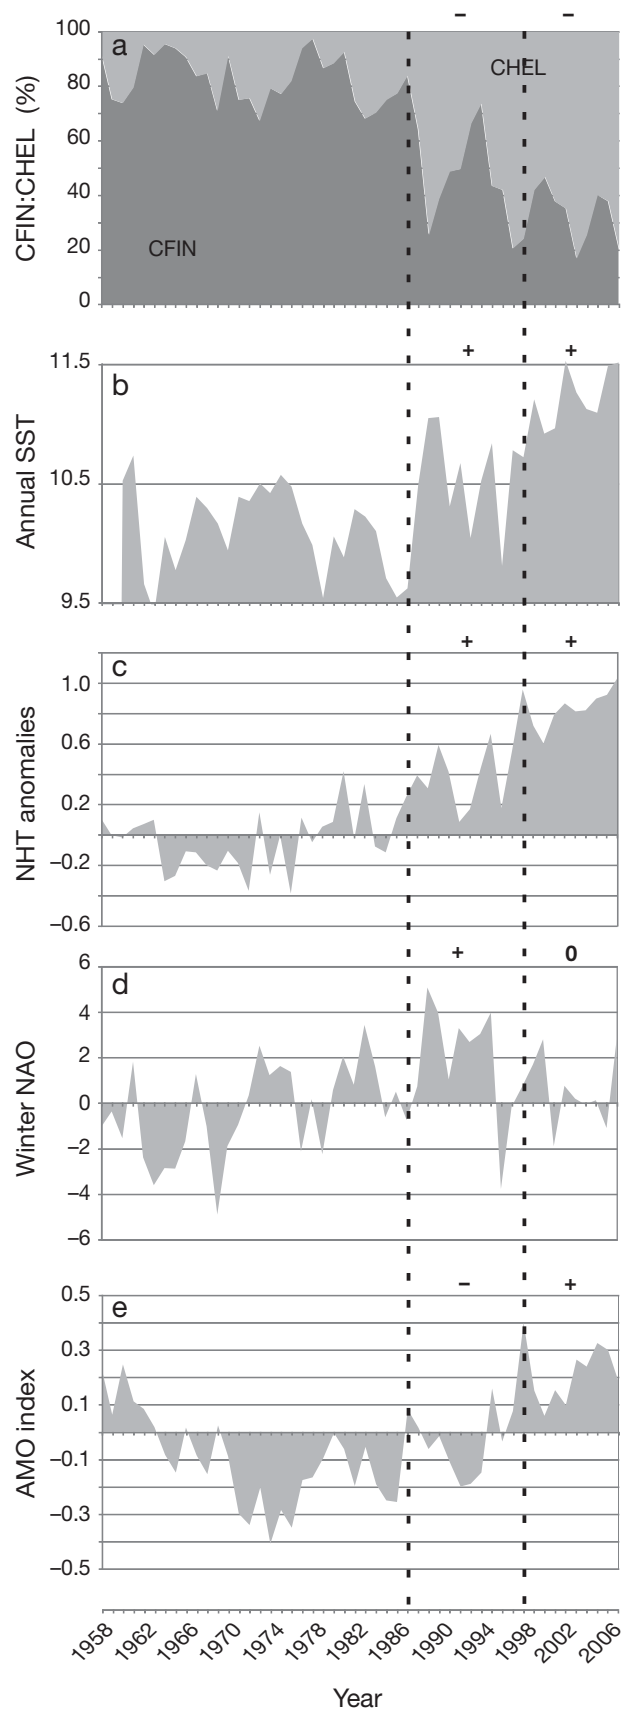 − −
100
a
CHEL
80
60
40
CFIN
20
0
CFIN:CHEL (%)
+ +
11.5
b
10.5
9.5
Annual SST
+ +
c
1.0
0.6
0.2
−0.2
−0.6
NHT anomalies
+ 0
6
d
4
2
0
−2
−4
−6
Winter NAO
− +
0.5
e
0.3
0.1
−0.1
−0.3
−0.5
AMO index
1958 1962 1966 1970 1974 1978 1982 1986 1990 1994 1998 2002 2006
Year